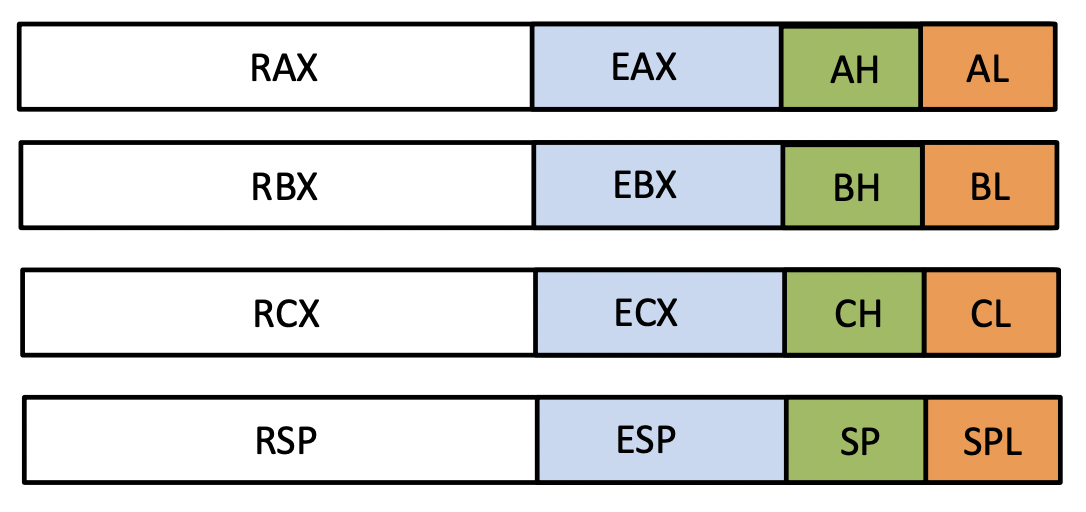 RAX EAX AH AL
RBX EBX BH BL
RCX ECX CH CL
RSP ESP SP SPL